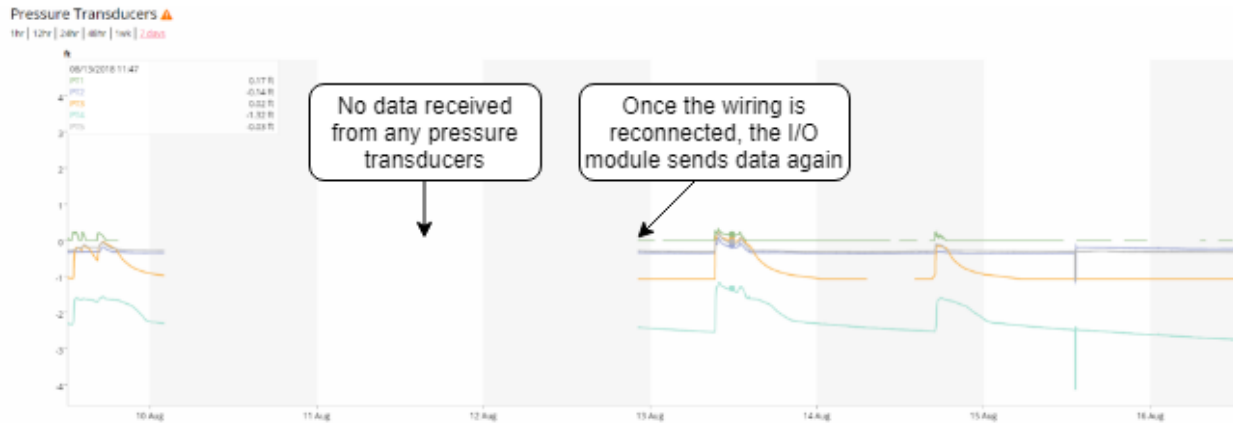 Pressure Transducers
1hr | 12hr | 24hr | 48hr | 1wk | 2 days
ft
08/13/2018 11:47
PT1 0.17 ft
PT2 -0.14 ft
PT3 0.02 ft
PT4 -1.32 ft
PT5 -0.03 ft
No data received
from any pressure
transducers
Once the wiring is
reconnected, the I/O
module sends data again
4
3
2
1
0
-1
-2
-3
-4
10 Aug
11 Aug
12 Aug
13 Aug
14 Aug
15 Aug
16 Aug